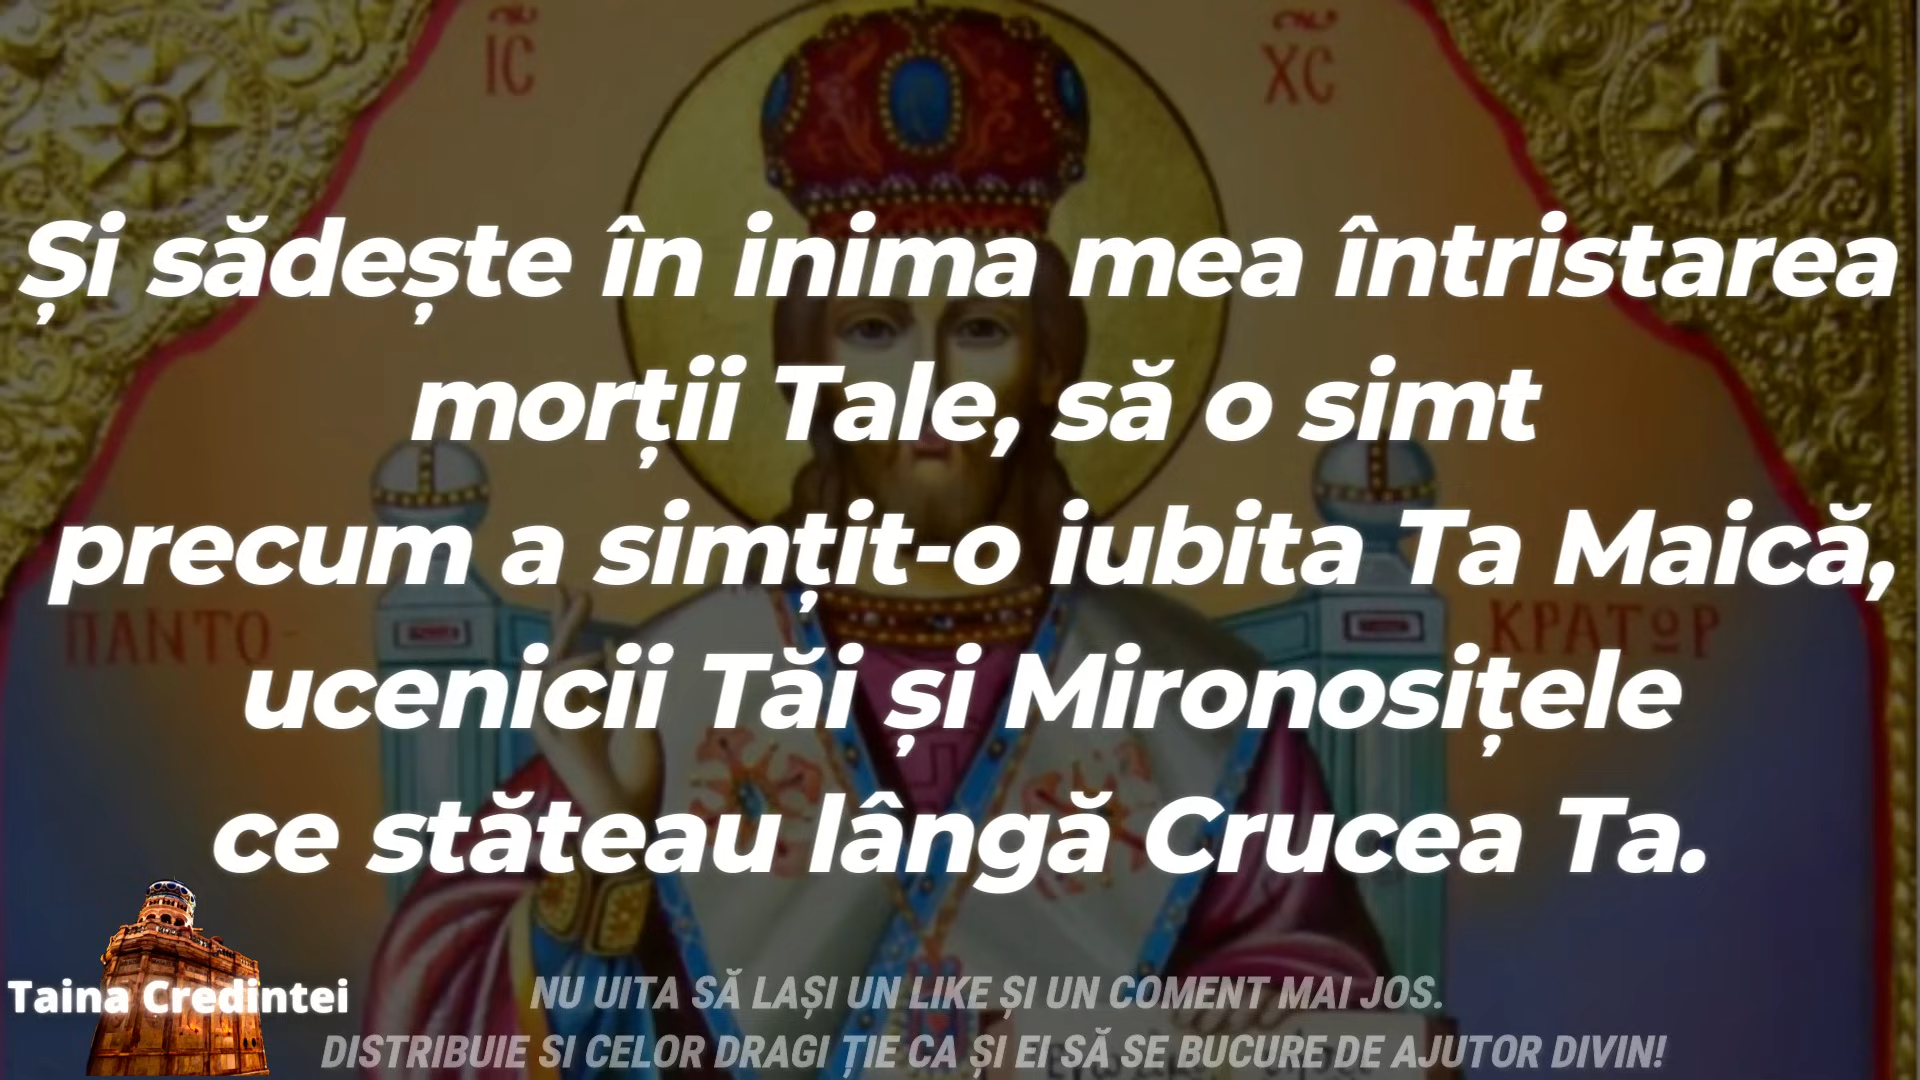 ІС ХС
Și sădește în inima mea întristarea
morții Tale, să o simt
precum a simțit-o iubita Ta Maică,
ПАНТО- КРАТОР
ucenicii Tăi și Mironosițele
ce stăteau lângă Crucea Ta.
Taina Credintei
NU UITA SĂ LAȘI UN LIKE ȘI UN COMENT MAI JOS.
DISTRIBUIE SI CELOR DRAGI ȚIE CA ȘI EI SĂ SE BUCURE DE AJUTOR DIVIN!